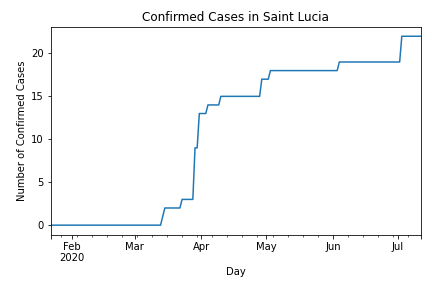 Confirmed Cases in Saint Lucia
Number of Confirmed Cases
20
15
10
5
0
Feb Mar Apr May Jun Jul
2020
Day